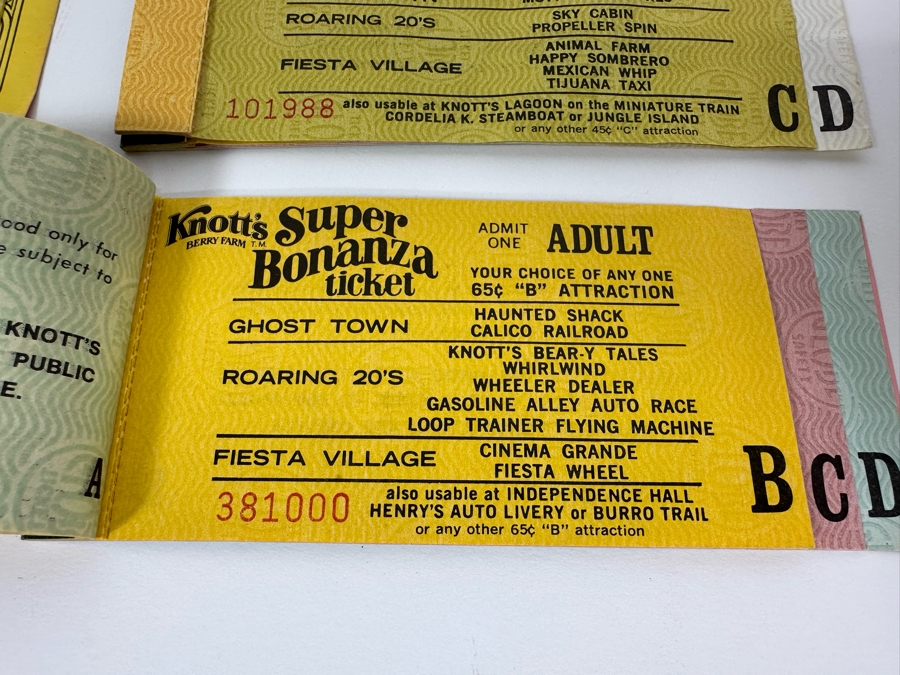 ROARING 20'S
SKY CABIN
PROPELLER SPIN
FIESTA VILLAGE
ANIMAL FARM
HAPPY SOMBRERO
MEXICAN WHIP
TIJUANA TAXI
101988 also usable at KNOTT'S LAGOON on the MINIATURE TRAIN
CORDELIA K. STEAMBOAT or JUNGLE ISLAND
or any other 45¢ "C" attraction
C D
ood only for
subject to
KNOTT'S
PUBLIC
E.
A
Knott's Super
BERRY FARM T.M.
Bonanza
ticket
ADMIT
ONE
ADULT
YOUR CHOICE OF ANY ONE
65¢ "B" ATTRACTION
GHOST TOWN
HAUNTED SHACK
CALICO RAILROAD
ROARING 20'S
KNOTT'S BEAR-Y TALES
WHIRLWIND
WHEELER DEALER
GASOLINE ALLEY AUTO RACE
LOOP TRAINER FLYING MACHINE
FIESTA VILLAGE
CINEMA GRANDE
FIESTA WHEEL
381000
also usable at INDEPENDENCE HALL
HENRY'S AUTO LIVERY or BURRO TRAIL
or any other 65¢ "B" attraction
B C D